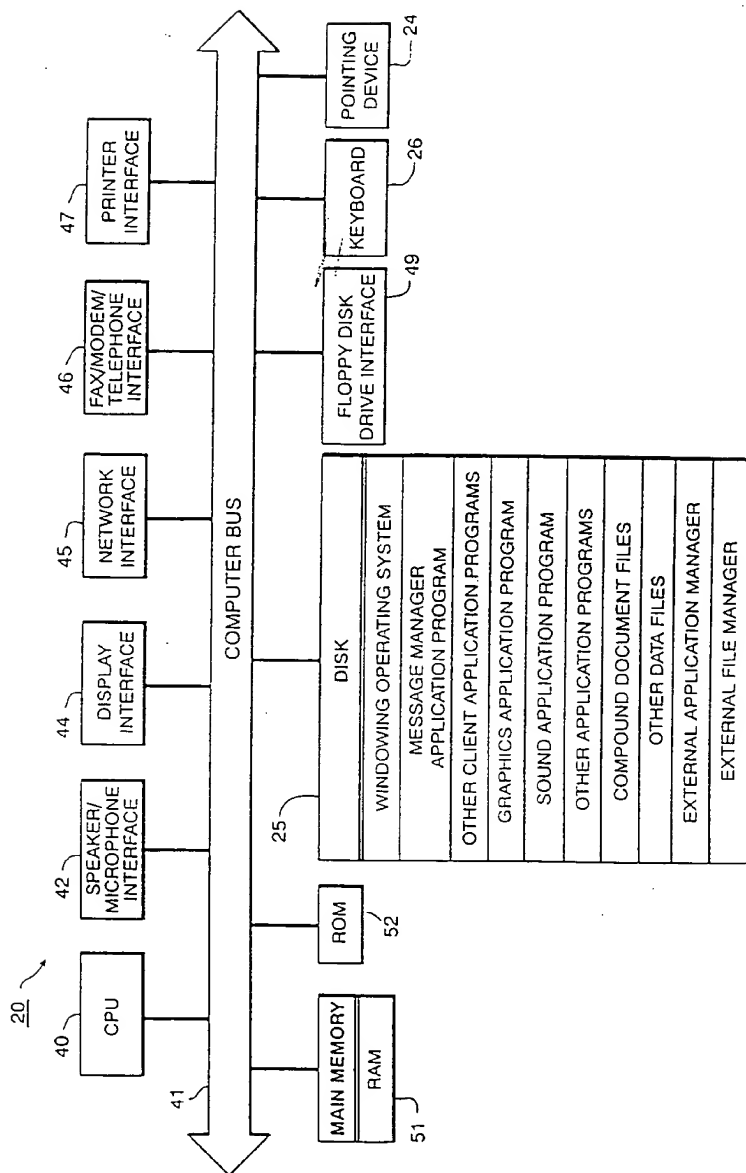 20
40
CPU
42
SPEAKER/
MICROPHONE
INTERFACE
44
DISPLAY
INTERFACE
45
NETWORK
INTERFACE
46
FAX/MODEM/
TELEPHONE
INTERFACE
47
PRINTER
INTERFACE
41
COMPUTER BUS
MAIN MEMORY
RAM
51
ROM
52
25
DISK
WINDOWING OPERATING SYSTEM
MESSAGE MANAGER
APPLICATION PROGRAM
OTHER CLIENT APPLICATION PROGRAMS
GRAPHICS APPLICATION PROGRAM
SOUND APPLICATION PROGRAM
OTHER APPLICATION PROGRAMS
COMPOUND DOCUMENT FILES
OTHER DATA FILES
EXTERNAL APPLICATION MANAGER
EXTERNAL FILE MANAGER
FLOPPY DISK
DRIVE INTERFACE
49
KEYBOARD
26
POINTING
DEVICE
24